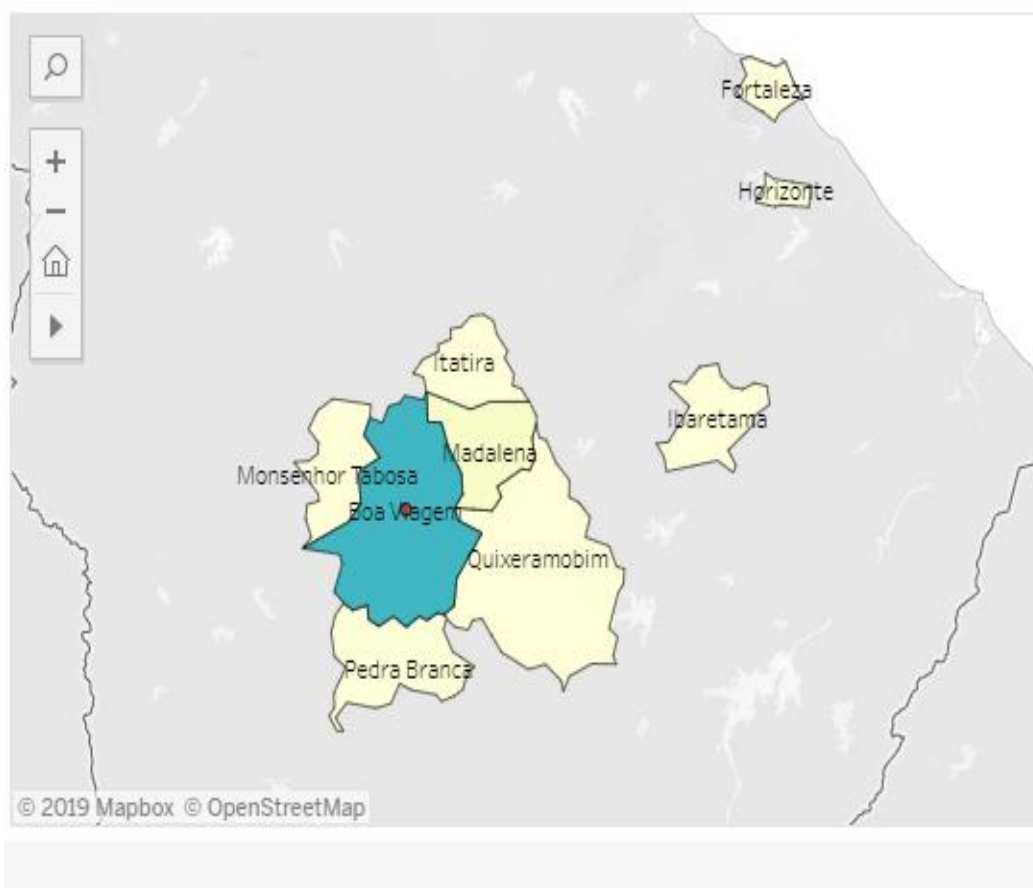 Fortaleza
Horizonte
Itatira
Ibaretama
Madalena
Monsenhor Tabosa
Boa Viagem
Quixeramobim
Pedra Branca
© 2019 Mapbox © OpenStreetMap